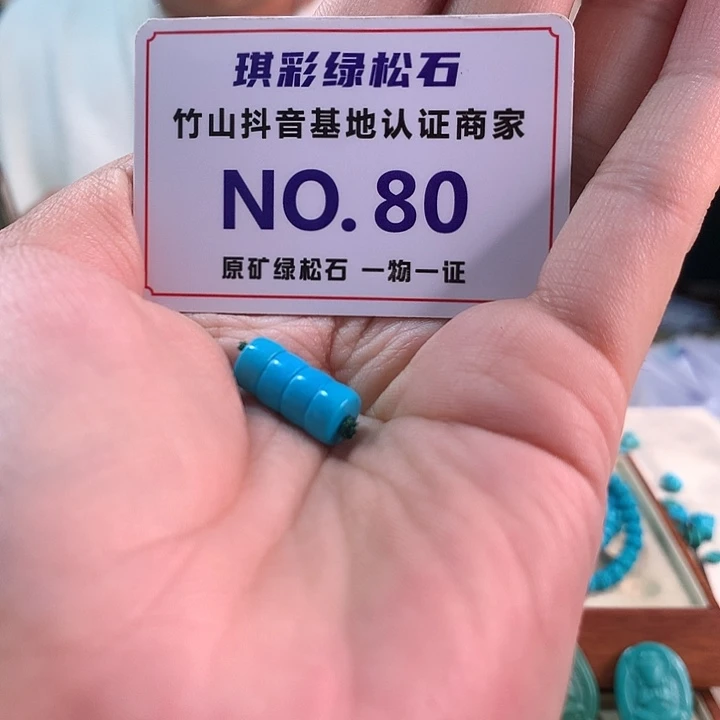 琪彩绿松石
竹山抖音基地认证商家
NO. 80
原矿绿松石 一物一证